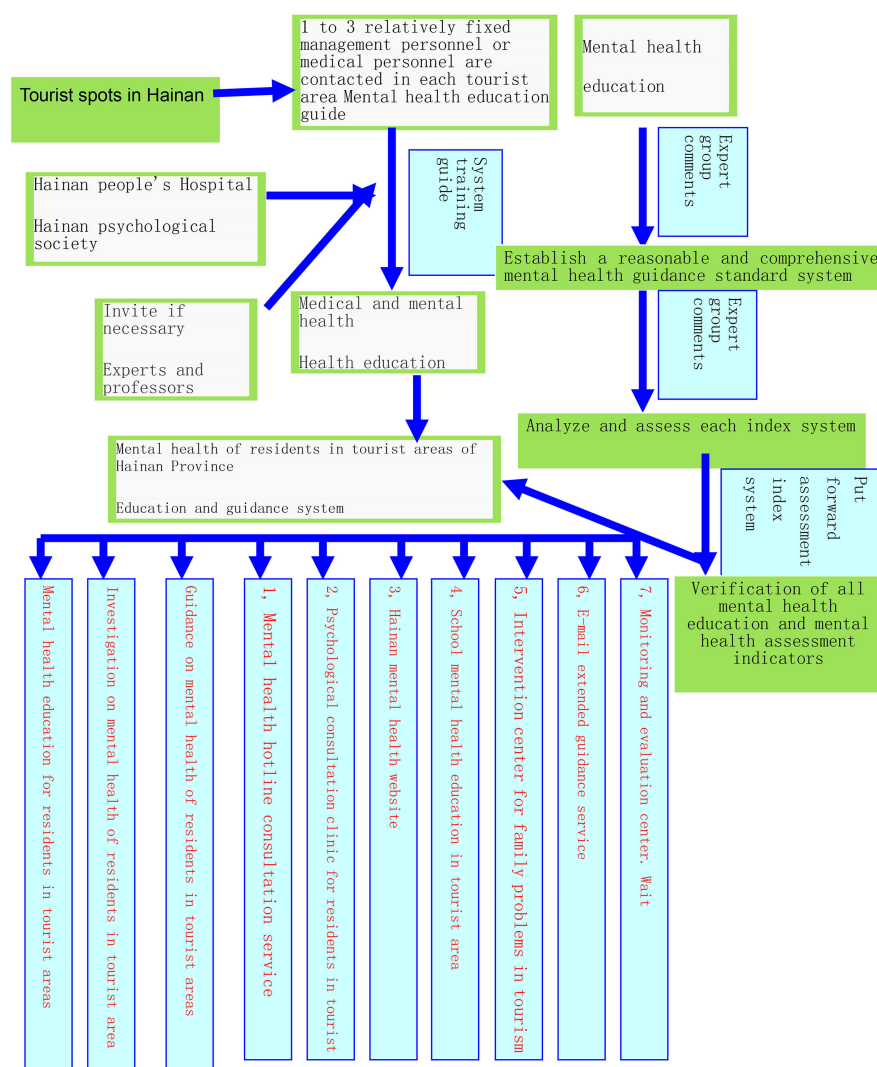 1 to 3 relatively fixed
management personnel or
medical personnel are
contacted in each tourist
area Mental health education
guide
Mental health
education
Tourist spots in Hainan
Expert
group
comments
System
training
guide
Hainan people's Hospital
Hainan psychological
society
Establish a reasonable and comprehensive
mental health guidance standard system
Invite if
necessary
Experts and
professors
Medical and mental
health
Health education
Expert
group
comments
Analyze and assess each index system
Mental health of residents in tourist areas of
Hainan Province
Education and guidance system
Put
forward
assessment
index
system
Verification of all
mental health
education and mental
health assessment
indicators
Mental health education for residents in tourist areas
Investigation on mental health of residents in tourist area
Guidance on mental health of residents in tourist areas
1, Mental health hotline consultation service
2, Psychological consultation clinic for residents in tourist
3, Hainan mental health website
4, School mental health education in tourist area
5, Intervention center for family problems in tourism
6, E-mail extended guidance service
7, Monitoring and evaluation center. Wait